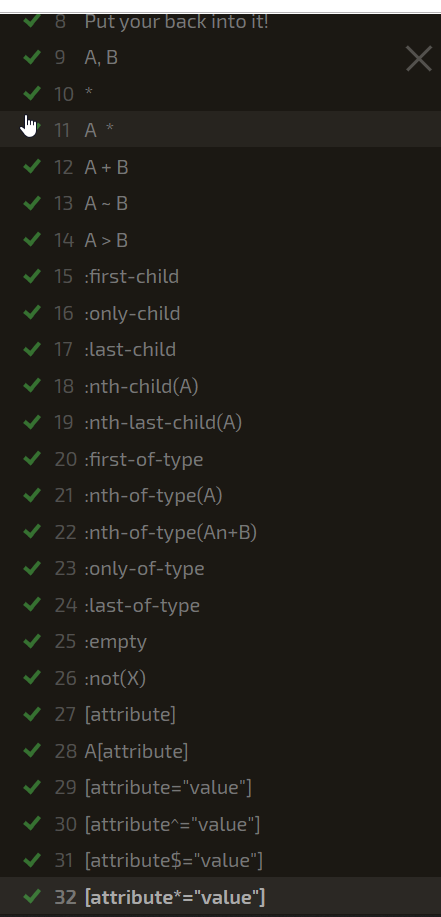 8 Put your back into it!
9 A, B
10 *
11 A *
12 A + B
13 A ~ B
14 A > B
15 :first-child
16 :only-child
17 :last-child
18 :nth-child(A)
19 :nth-last-child(A)
20 :first-of-type
21 :nth-of-type(A)
22 :nth-of-type(An+B)
23 :only-of-type
24 :last-of-type
25 :empty
26 :not(X)
27 [attribute]
28 A[attribute]
29 [attribute="value"]
30 [attribute^="value"]
31 [attribute$="value"]
32 [attribute*="value"]